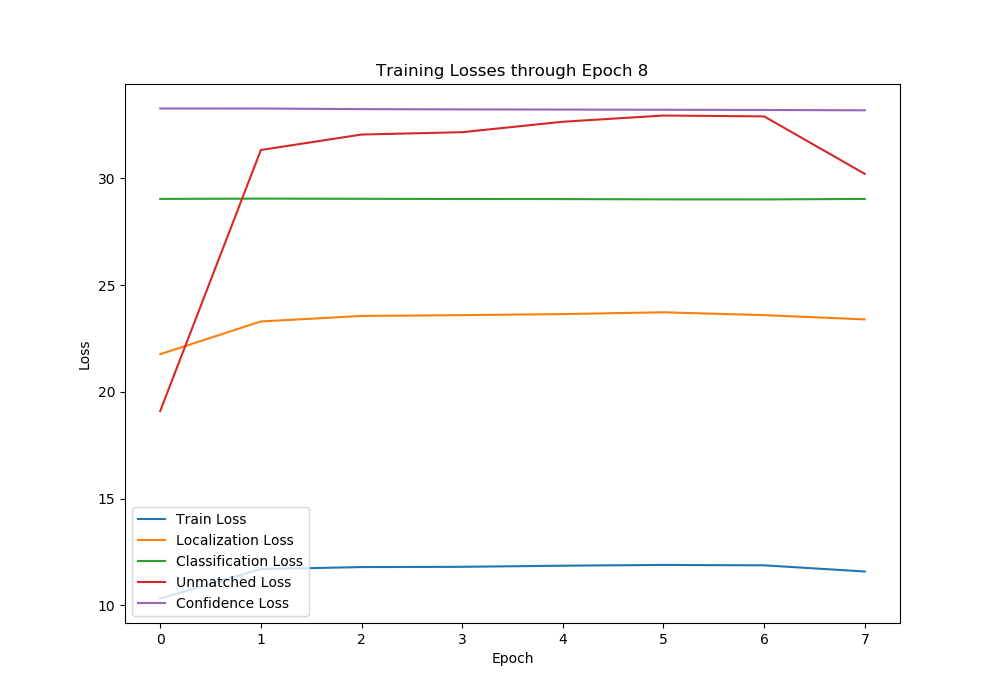 Training Losses through Epoch 8
Loss
30
25
20
15
10
Train Loss
Localization Loss
Classification Loss
Unmatched Loss
Confidence Loss
0 1 2 3 4 5 6 7
Epoch